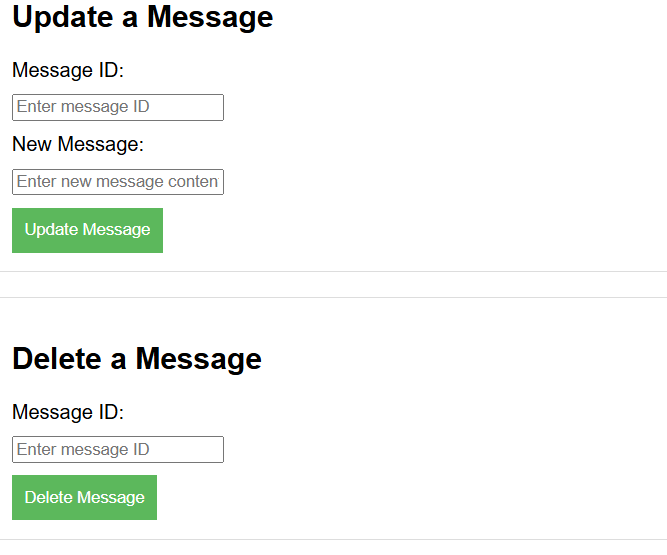 Update a Message
Message ID:
Enter message ID
New Message:
Enter new message conten
Update Message
Delete a Message
Message ID:
Enter message ID
Delete Message